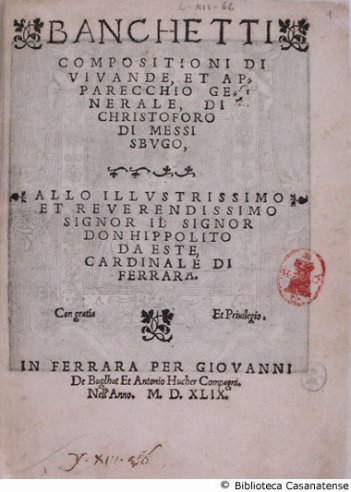 BANCHETTI
COMPOSITIONI DI
VIVANDE, ET AP-
PARECCHIO GE-
NERALE, DI
CHRISTOFORO
DI MESSI
SBVGO,
ALLO ILLVSTRISSIMO
ET REVERENDISSIMO
SIGNOR IL SIGNOR
DON HIPPOLITO
DA ESTE,
CARDINALE DI
FERRARA.
Con gratia Et Priuilegio.
IN FERRARA PER GIOVANNI
De Buglhat Et Antonio Hucher Compagni.
Nell'Anno. M. D. XLIX.
© Biblioteca Casanatense